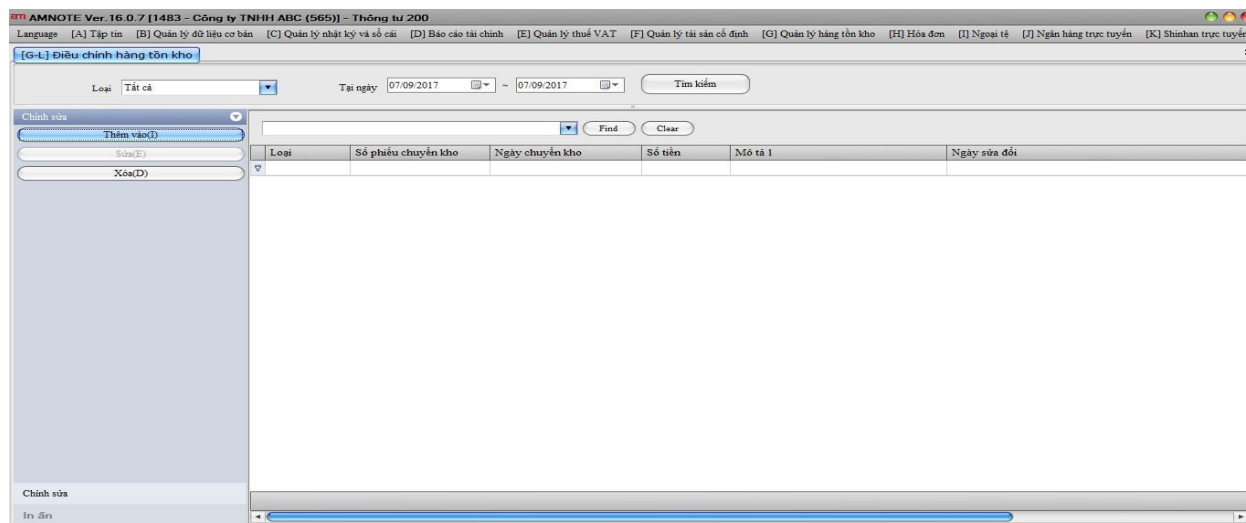 am AMNOTE Ver. 16.0.7 [1483 - Công ty TNHH ABC (565)] - Thông tư 200
Language [A] Tập tin [B] Quản lý dữ liệu cơ bản [C] Quản lý nhật ký và sổ cái [D] Báo cáo tài chính [E] Quản lý thuế VAT [F] Quản lý tài sản cố định [G] Quản lý hàng tồn kho [H] Hóa đơn [I] Ngoại tệ [J] Ngân hàng trực tuyến [K] Shinhan trực tuyến
[G-L] Điều chỉnh hàng tồn kho
Loại Tất cả Tại ngày 07/09/2017 ~ 07/09/2017 Tìm kiếm
Chỉnh sửa
Find Clear
Thêm vào(I)
Sửa(E)
Loại Số phiếu chuyển kho Ngày chuyển kho Số tiền Mô tả 1 Ngày sửa đổi
Xóa(D)
Chỉnh sửa
In ấn